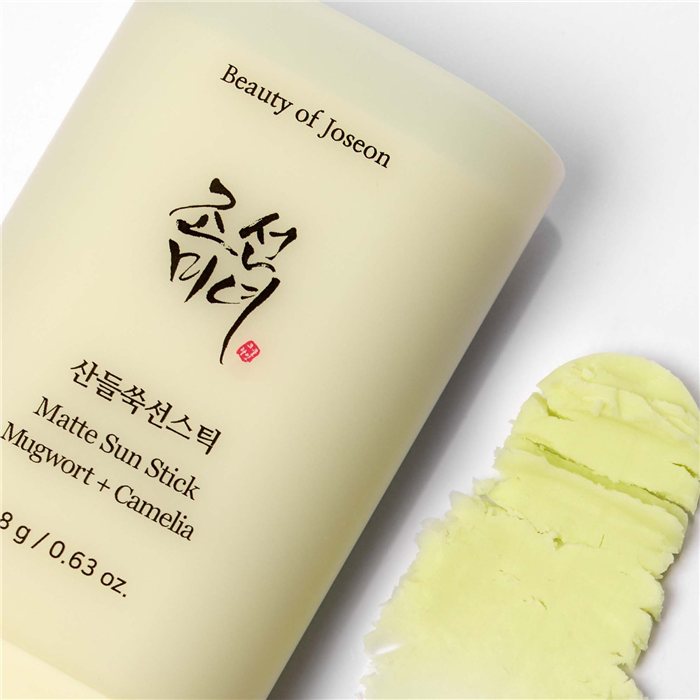 Beauty of Joseon
조선
미녀
산들쑥선스틱
Matte Sun Stick
Mugwort + Camelia
8 g / 0.63 oz.